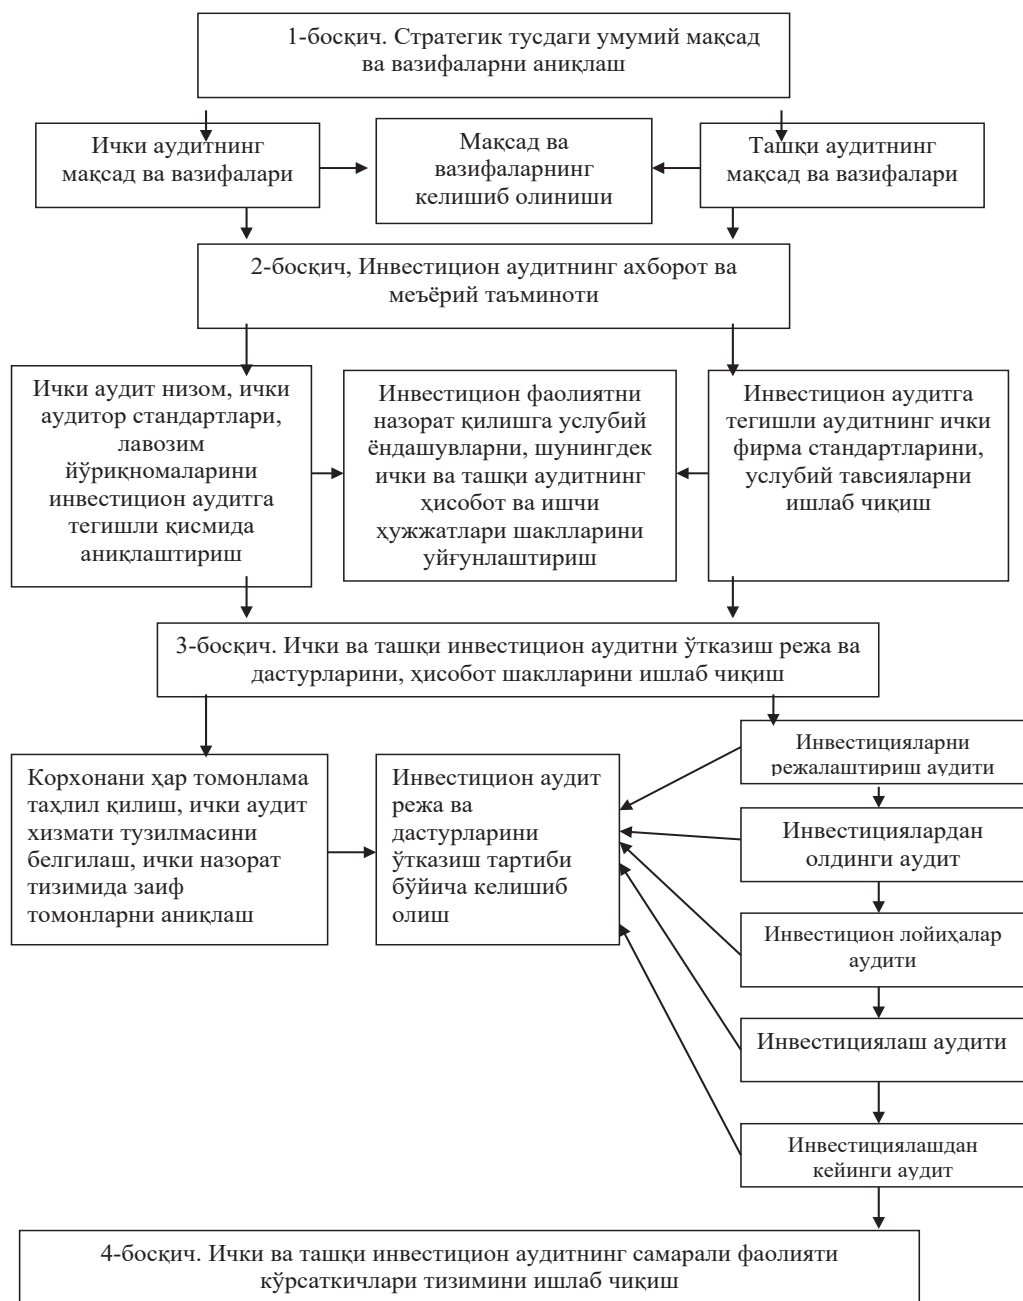 1-босқич. Стратегик тусдаги умумий мақсад
ва вазифаларни аниқлаш
Ички аудитнинг
мақсад ва вазифалари
Мақсад ва
вазифаларнинг
келишиб олиниши
Ташқи аудитнинг
мақсад ва вазифалари
2-босқич, Инвестицион аудитнинг ахборот ва
меъёрий таъминоти
Ички аудит низом, ички
аудитор стандартлари,
лавозим
йўриқномаларини
инвестицион аудитга
тегишли қисмида
аниқлаштириш
Инвестицион фаолиятни
назорат қилишга услубий
ёндашувларни, шунингдек
ички ва ташқи аудитнинг
ҳисобот ва ишчи
ҳужжатлари шаклларини
уйғунлаштириш
Инвестицион аудитга
тегишли аудитнинг ички
фирма стандартларини,
услубий тавсияларни
ишлаб чиқиш
3-босқич. Ички ва ташқи инвестицион аудитни ўтказиш режа ва
дастурларини, ҳисобот шаклларини ишлаб чиқиш
Корхонани ҳар томонлама
таҳлил қилиш, ички аудит
хизмати тузилмасини
белгилаш, ички назорат
тизимида заиф
томонларни аниқлаш
Инвестицион аудит
режа ва
дастурларини
ўтказиш тартиби
бўйича келишиб
олиш
Инвестицияларни
режалаштириш аудити
Инвестициялардан
олдинги аудит
Инвестицион лойиҳалар
аудити
Инвестициялаш аудити
Инвестициялашдан
кейинги аудит
4-босқич. Ички ва ташқи инвестицион аудитнинг самарали фаолияти
кўрсаткичлари тизимини ишлаб чиқиш